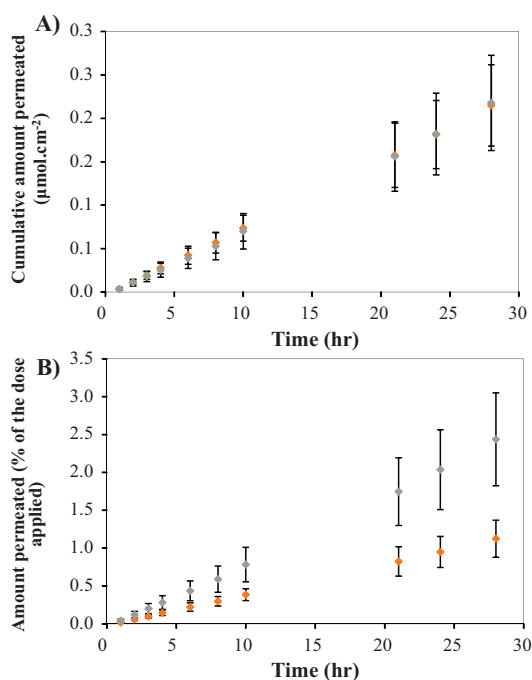 A)
Cumulative amount permeated
(μmol.cm⁻²)
0.3
0.3
0.2
0.2
0.1
0.1
0.0
0 5 10 15 20 25 30
Time (hr)
B)
Amount permeated (% of the dose
applied)
3.5
3.0
2.5
2.0
1.5
1.0
0.5
0.0
0 5 10 15 20 25 30
Time (hr)